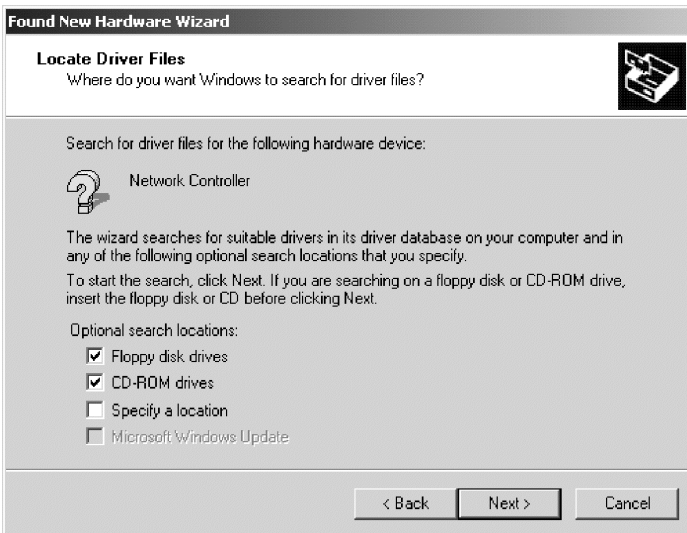 Found New Hardware Wizard
Locate Driver Files
Where do you want Windows to search for driver files?
Search for driver files for the following hardware device:
Network Controller
The wizard searches for suitable drivers in its driver database on your computer and in
any of the following optional search locations that you specify.
To start the search, click Next. If you are searching on a floppy disk or CD-ROM drive,
insert the floppy disk or CD before clicking Next.
Optional search locations:
Floppy disk drives
CD-ROM drives
Specify a location
Microsoft Windows Update
< Back Next > Cancel